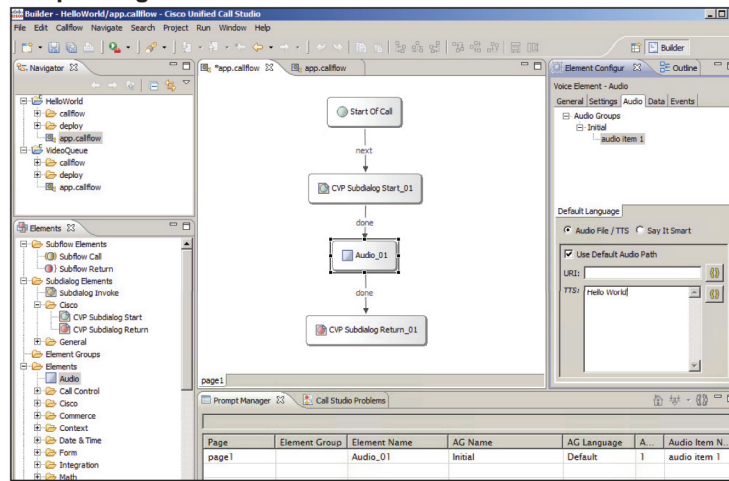 Builder - HelloWorld/app.callflow - Cisco Unified Call Studio
File Edit Callflow Navigate Search Project Run Window Help
Builder
Navigator
HelloWorld
callflow
deploy
app.callflow
VideoQueue
callflow
deploy
app.callflow
Elements
Subflow Elements
Subflow Call
Subflow Return
Subdialog Elements
Subdialog Invoke
Cisco
CVP Subdialog Start
CVP Subdialog Return
General
Element Groups
Elements
Audio
Call Control
Cisco
Commerce
Context
Date & Time
Form
Integration
Math
*app.callflow app.callflow
Start Of Call
next
CVP Subdialog Start_01
done
Audio_01
done
CVP Subdialog Return_01
page1
Element Configur Outline
Voice Element - Audio
General Settings Audio Data Events
Audio Groups
Initial
audio item 1
Default Language
Audio File / TTS Say It Smart
Use Default Audio Path
URI:
TTS: Hello World
Prompt Manager Call Studio Problems
Page Element Group Element Name AG Name AG Language A... Audio Item N...
page1 Audio_01 Initial Default 1 audio item 1